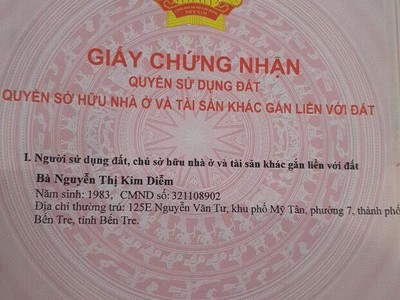 GIẤY CHỨNG NHẬN
QUYỀN SỬ DỤNG ĐẤT
QUYỀN SỞ HỮU NHÀ Ở VÀ TÀI SẢN KHÁC GẮN LIỀN VỚI ĐẤT
I. Người sử dụng đất, chủ sở hữu nhà ở và tài sản khác gắn liền với đất
Bà Nguyễn Thị Kim Diễm
Năm sinh: 1983, CMND số: 321108902
Địa chỉ thường trú: 125E Nguyễn Văn Tư, khu phố Mỹ Tân, phường 7, thành phố
Bến Tre, tỉnh Bến Tre.